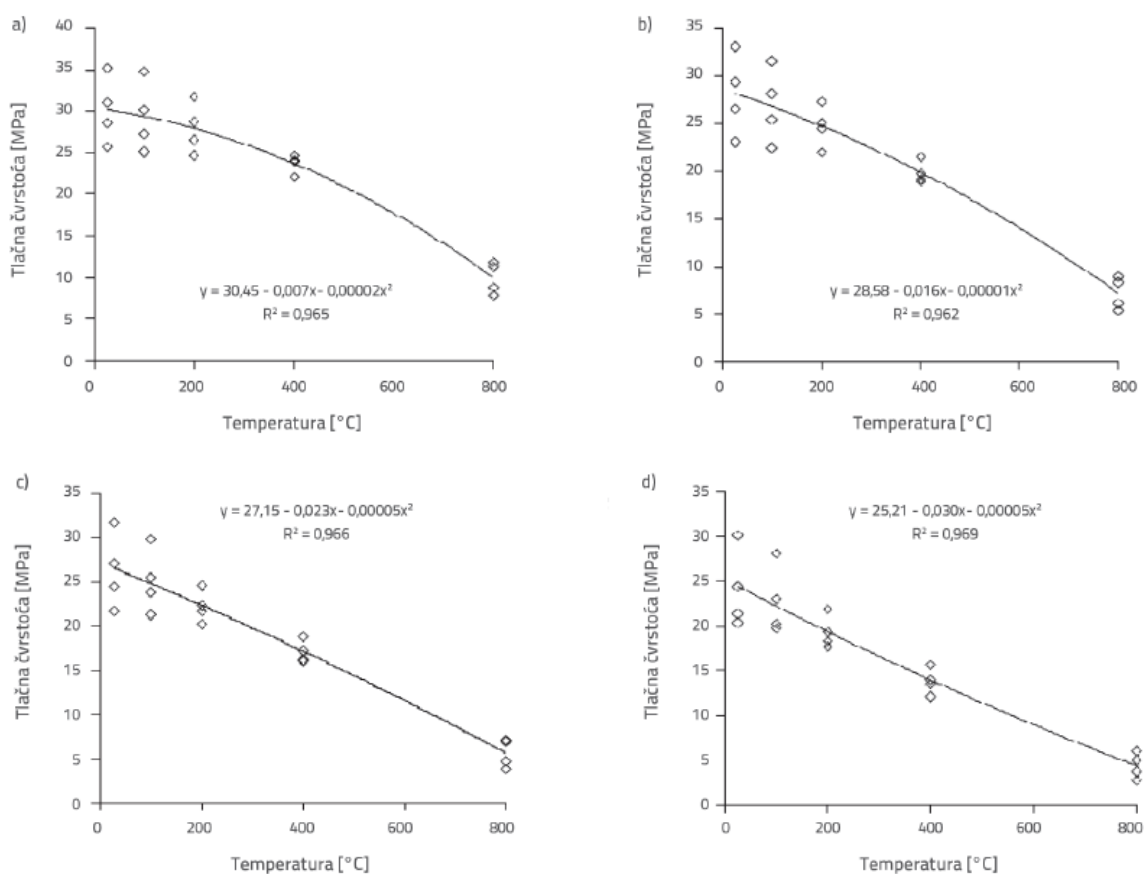 a)
40
35
30
25
20
15
10
5
0
Tlačna čvrstoća [MPa]
y = 30,45 - 0,007x- 0,00002x²
R² = 0,965
0 200 400 600 800
Temperatura [°C]
b)
35
30
25
20
15
10
5
0
Tlačna čvrstoća [MPa]
y = 28,58 - 0,016x- 0,00001x²
R² = 0,962
0 200 400 600 800
Temperatura [°C]
c)
35
30
25
20
15
10
5
0
Tlačna čvrstoća [MPa]
y = 27,15 - 0,023x- 0,00005x²
R² = 0,966
0 200 400 600 800
Temperatura [°C]
d)
35
30
25
20
15
10
5
0
Tlačna čvrstoća [MPa]
y = 25,21 - 0,030x- 0,00005x²
R² = 0,969
0 200 400 600 800
Temperatura [°C]